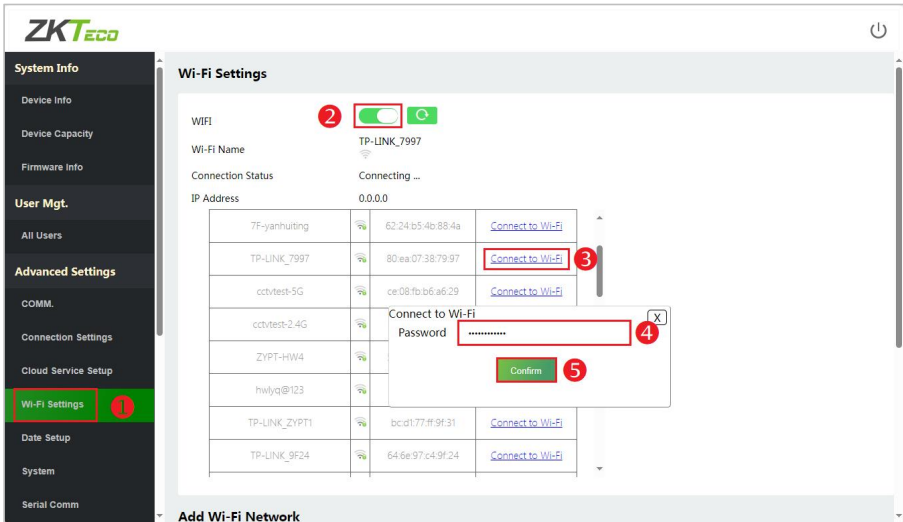 ZKTeco
System Info
Device Info
Device Capacity
Firmware Info
User Mgt.
All Users
Advanced Settings
COMM.
Connection Settings
Cloud Service Setup
Wi-Fi Settings 1
Date Setup
System
Serial Comm
Wi-Fi Settings
WIFI 2
Wi-Fi Name TP-LINK_7997
Connection Status Connecting ...
IP Address 0.0.0.0
7F-yanhuiting 62:24:b5:4b:88:4a Connect to Wi-Fi
TP-LINK_7997 80:ea:07:38:79:97 Connect to Wi-Fi 3
cctvtest-5G ce:08:fb:b6:a6:29 Connect to Wi-Fi
cctvtest-2.4G
ZYPT-HW4
hwlyq@123
Connect to Wi-Fi X
Password ············ 4
Confirm 5
TP-LINK_ZYPT1 bc:d1:77:ff:9f:31 Connect to Wi-Fi
TP-LINK_9F24 64:6e:97:c4:9f:24 Connect to Wi-Fi
Add Wi-Fi Network